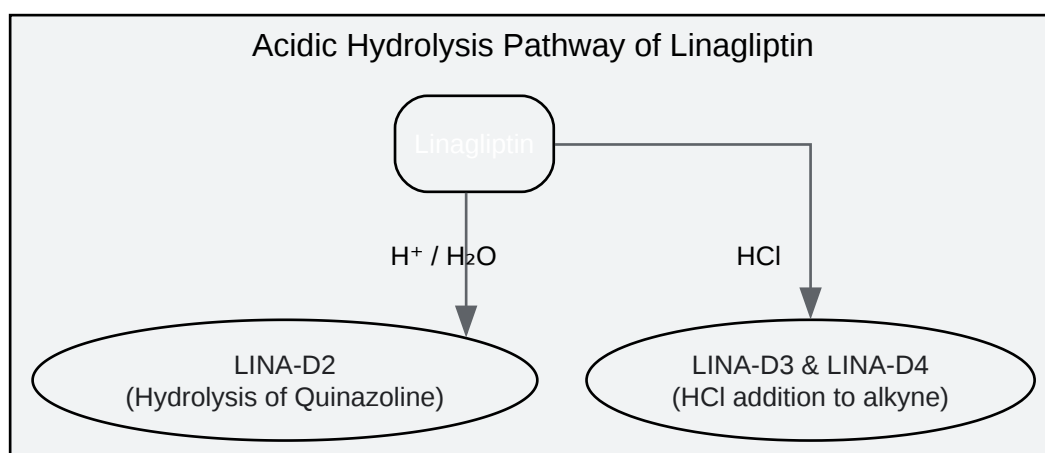 Acidic Hydrolysis Pathway of Linagliptin
Linagliptin
H⁺ / H₂O
HCl
LINA-D2
(Hydrolysis of Quinazoline)
LINA-D3 & LINA-D4
(HCl addition to alkyne)